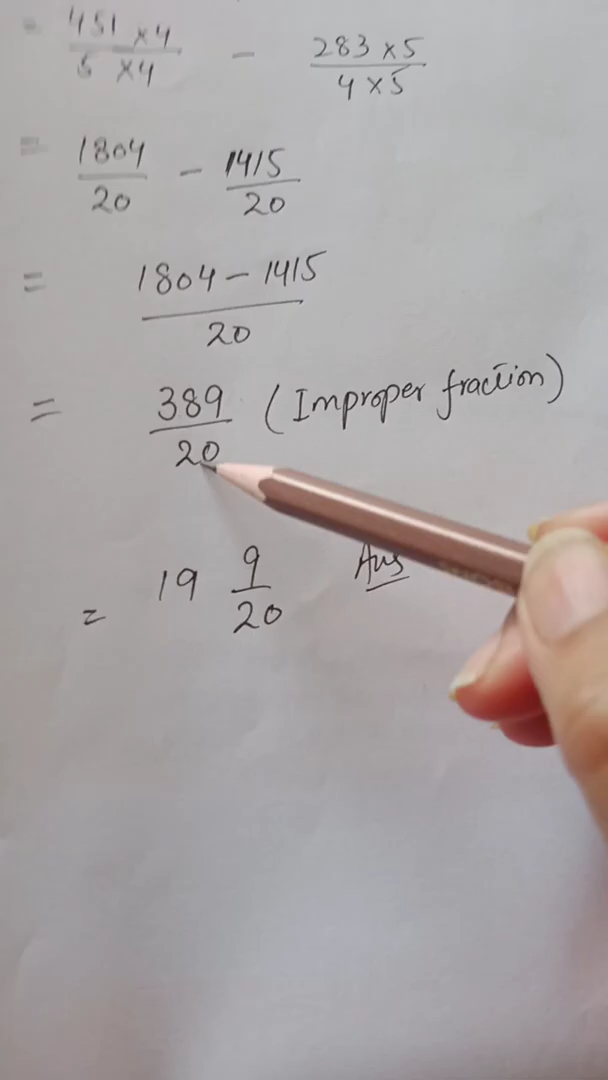 = 451 ×4 / 5 ×4 - 283 ×5 / 4 ×5
= 1804/20 - 1415/20
= 1804 - 1415 / 20
= 389/20 (Improper fraction)
= 19 9/20 Ans